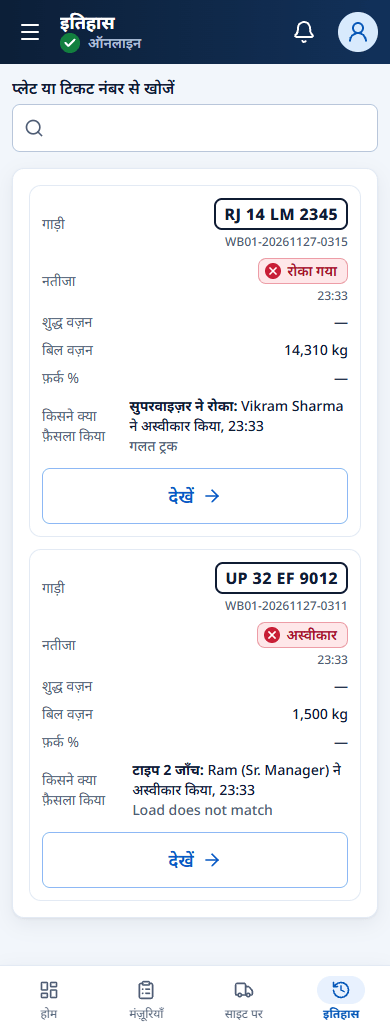 इतिहास
ऑनलाइन
प्लेट या टिकट नंबर से खोजें
गाड़ी
RJ 14 LM 2345
WB01-20261127-0315
नतीजा
रोका गया
23:33
शुद्ध वज़न
—
बिल वज़न
14,310 kg
फ़र्क %
—
किसने क्या फ़ैसला किया
सुपरवाइज़र ने रोका: Vikram Sharma
ने अस्वीकार किया, 23:33
गलत ट्रक
देखें
गाड़ी
UP 32 EF 9012
WB01-20261127-0311
नतीजा
अस्वीकार
23:33
शुद्ध वज़न
—
बिल वज़न
1,500 kg
फ़र्क %
—
किसने क्या फ़ैसला किया
टाइप 2 जाँच: Ram (Sr. Manager) ने
अस्वीकार किया, 23:33
Load does not match
देखें
होम
मंज़ूरियाँ
साइट पर
इतिहास